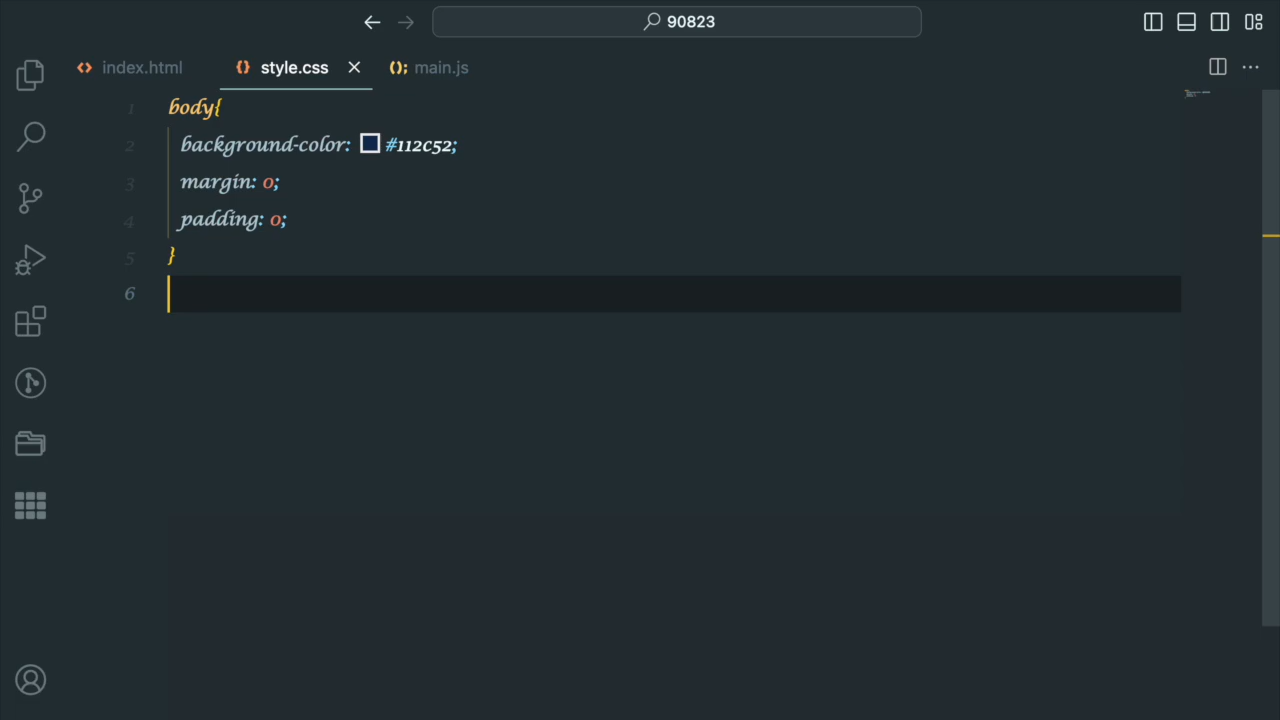 90823
index.html
style.css
main.js
1 body{
2 background-color: #112C52;
3 margin: 0;
4 padding: 0;
5 }
6